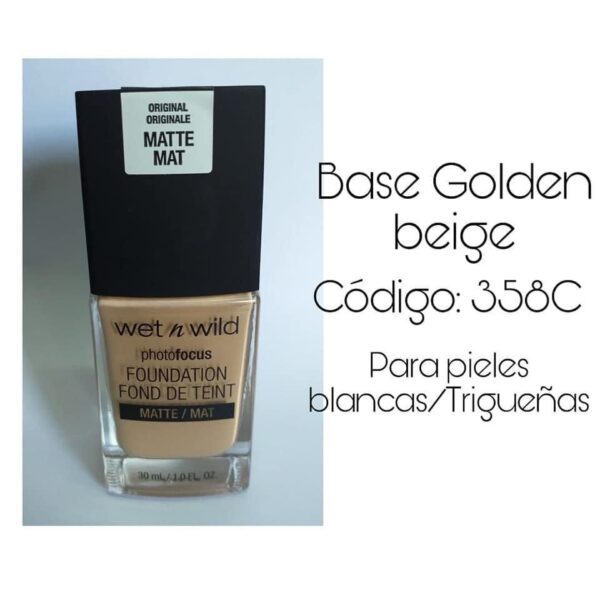 ORIGINAL
ORIGINALE
MATTE
MAT
wet n wild
photofocus
FOUNDATION
FOND DE TEINT
MATTE / MAT
30 mL / 1.0 FL. OZ.
Base Golden
beige
Código: 358C
Para pieles
blancas/Trigueñas